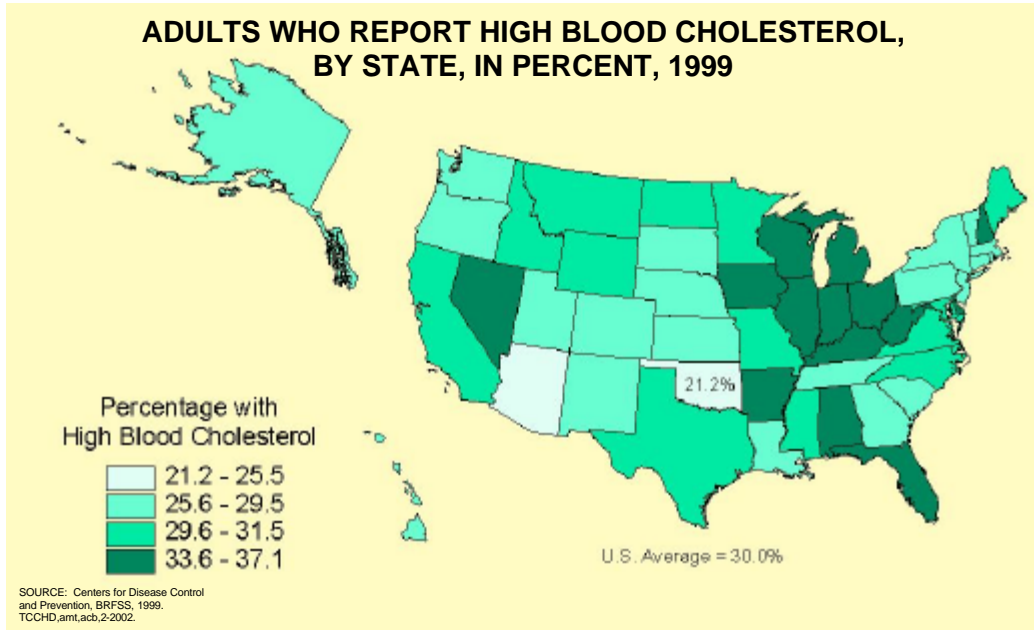 ADULTS WHO REPORT HIGH BLOOD CHOLESTEROL,
BY STATE, IN PERCENT, 1999
21.2%
Percentage with
High Blood Cholesterol
21.2 - 25.5
25.6 - 29.5
29.6 - 31.5
33.6 - 37.1
U.S. Average = 30.0%
SOURCE: Centers for Disease Control
and Prevention, BRFSS, 1999.
TCCHD,amt,acb,2-2002.